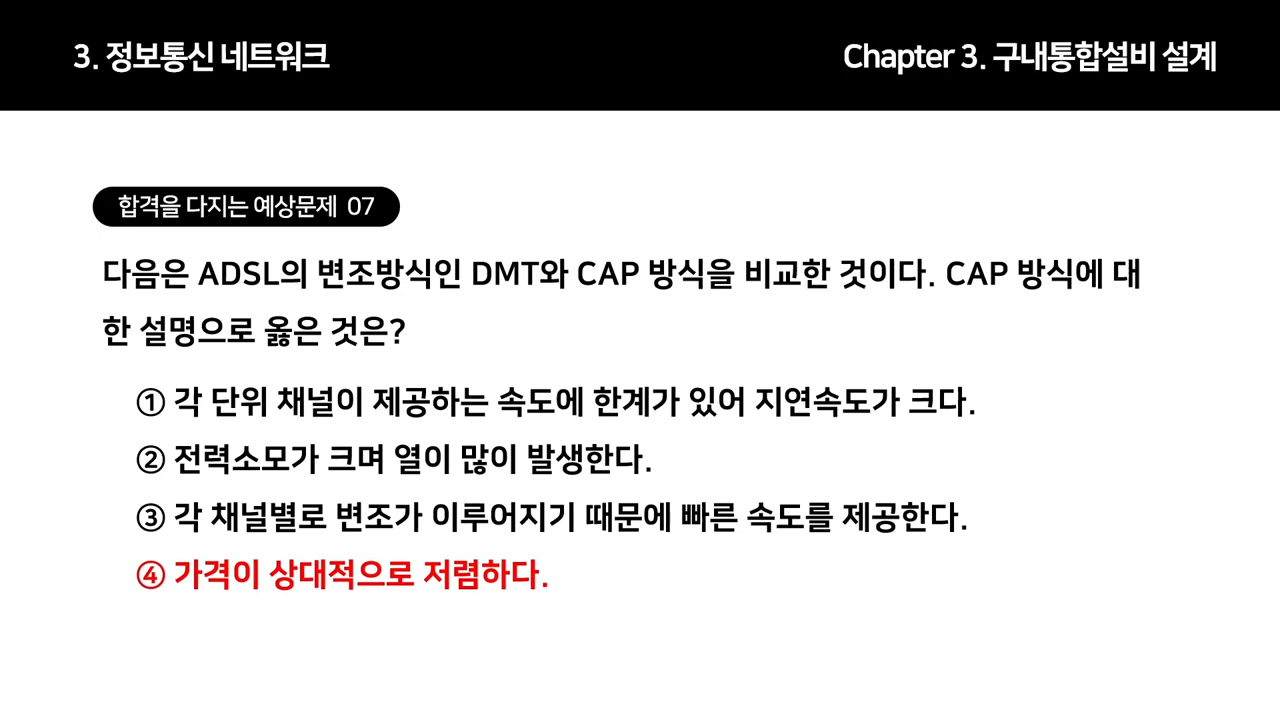 3. 정보통신 네트워크
Chapter 3. 구내통합설비 설계
합격을 다지는 예상문제 07
다음은 ADSL의 변조방식인 DMT와 CAP 방식을 비교한 것이다. CAP 방식에 대
한 설명으로 옳은 것은?
① 각 단위 채널이 제공하는 속도에 한계가 있어 지연속도가 크다.
② 전력소모가 크며 열이 많이 발생한다.
③ 각 채널별로 변조가 이루어지기 때문에 빠른 속도를 제공한다.
④ 가격이 상대적으로 저렴하다.